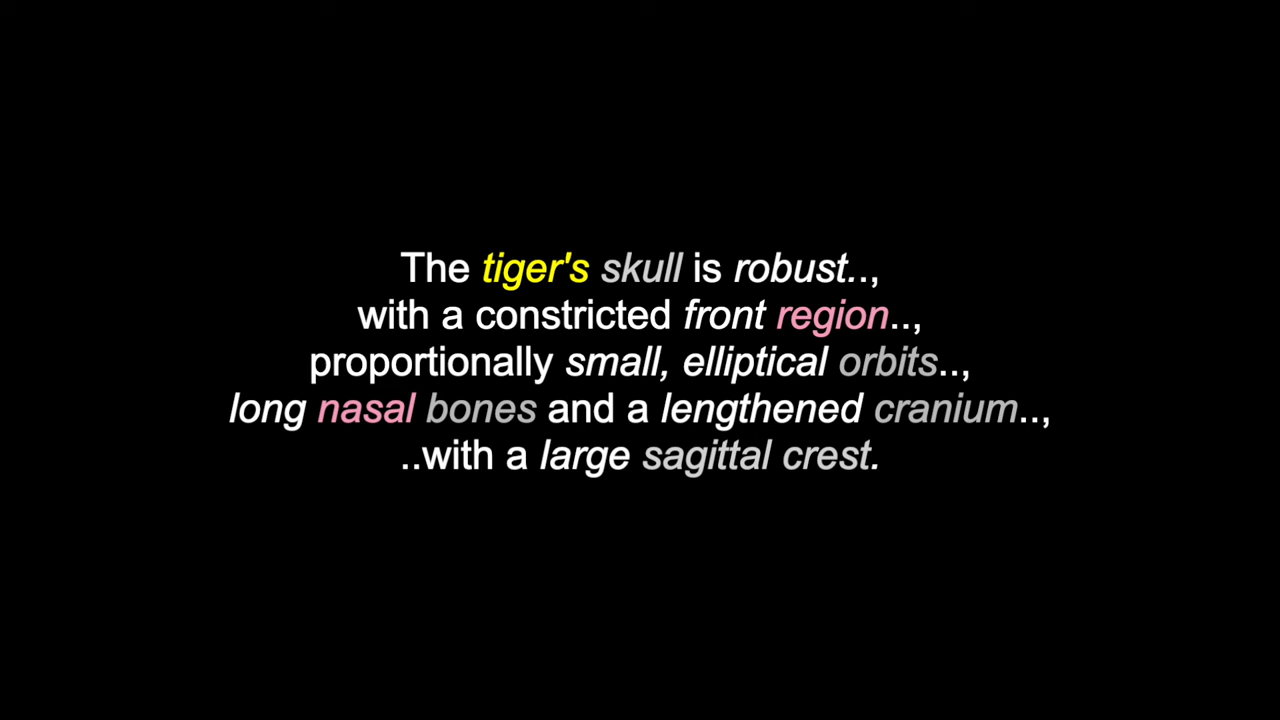 The tiger's skull is robust..,
with a constricted front region..,
proportionally small, elliptical orbits..,
long nasal bones and a lengthened cranium..,
..with a large sagittal crest.